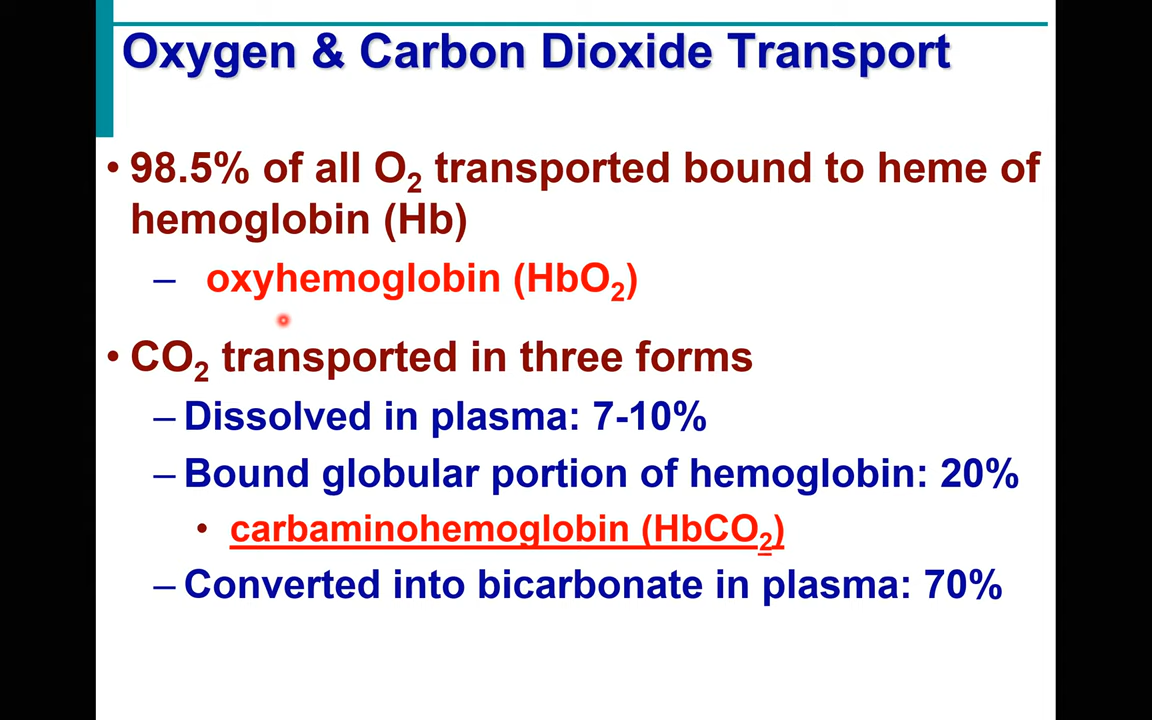 Oxygen & Carbon Dioxide Transport
• 98.5% of all O₂ transported bound to heme of
hemoglobin (Hb)
– oxyhemoglobin (HbO₂)
• CO₂ transported in three forms
– Dissolved in plasma: 7-10%
– Bound globular portion of hemoglobin: 20%
• carbaminohemoglobin (HbCO₂)
– Converted into bicarbonate in plasma: 70%